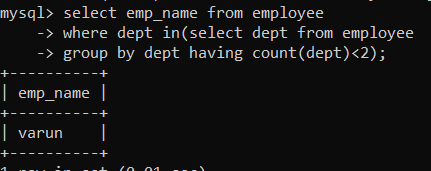 mysql> select emp_name from employee
-> where dept in(select dept from employee
-> group by dept having count(dept)<2);
+----------+
| emp_name |
+----------+
| varun    |
+----------+
1 row in set (0.01 sec)